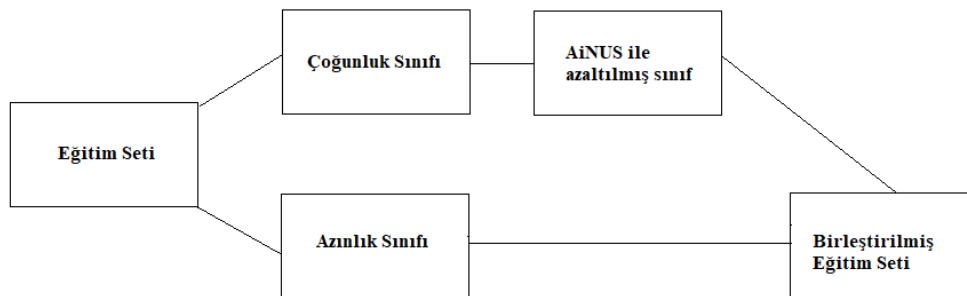 Çoğunluk Sınıfı
AiNUS ile
azaltılmış sınıf
Eğitim Seti
Azınlık Sınıfı
Birleştirilmiş
Eğitim Seti